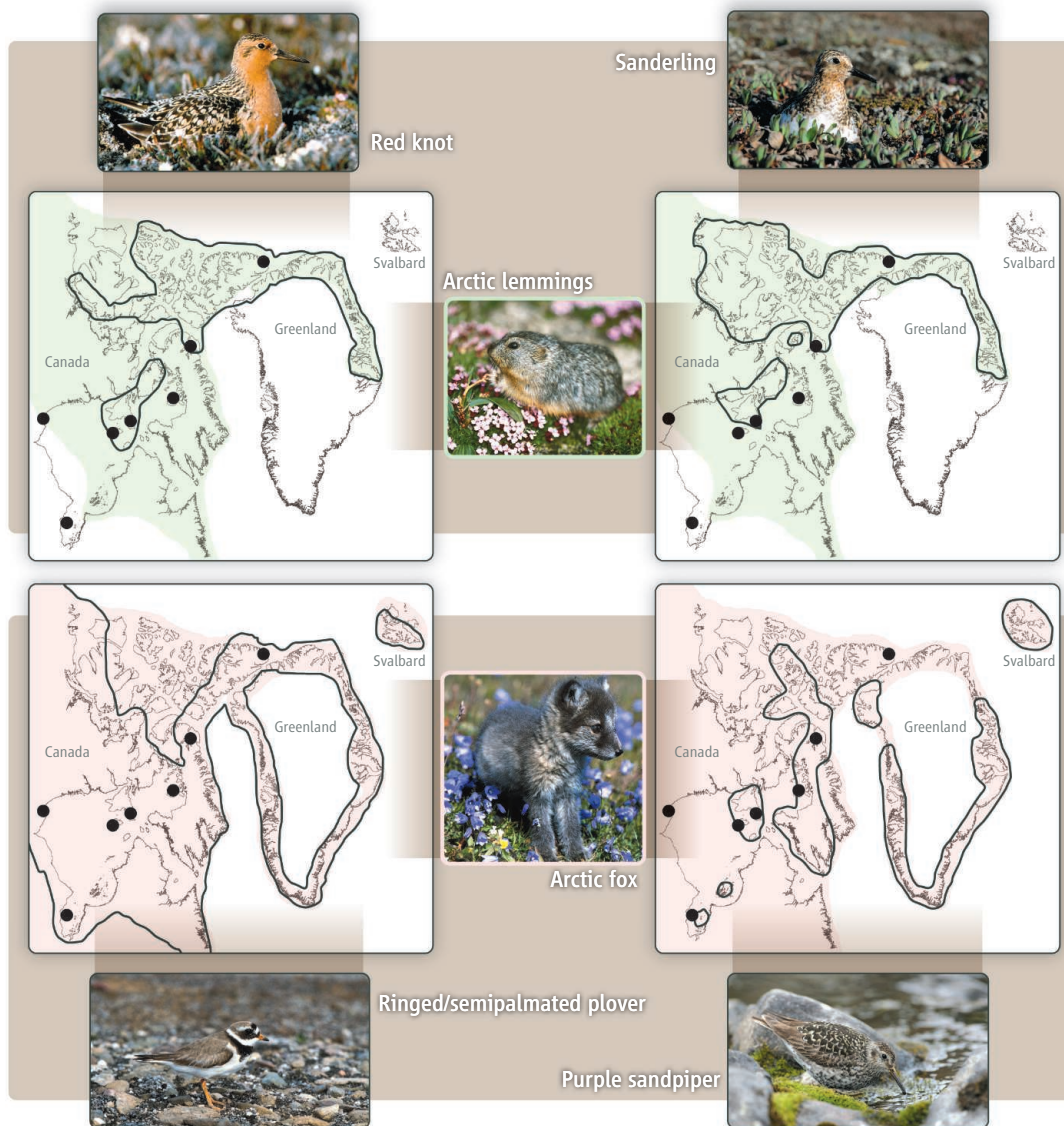 Red knot
Sanderling
Svalbard
Greenland
Canada
Arctic lemmings
Svalbard
Greenland
Canada
Svalbard
Greenland
Canada
Arctic fox
Svalbard
Greenland
Canada
Ringed/semipalmated plover
Purple sandpiper